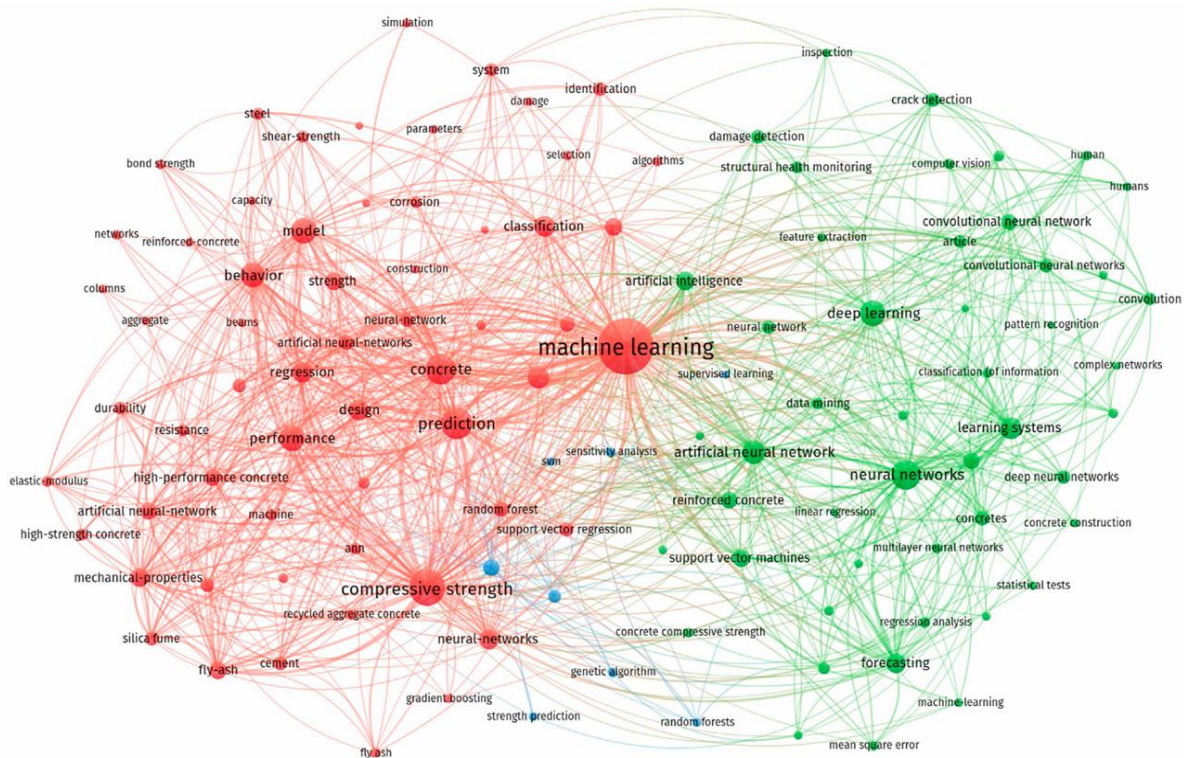 simulation
system
inspection
identification
damage
crack detection
steel
shear-strength
parameters
damage detection
bond strength
selection
algorithms
structural health monitoring
computer vision
human
humans
capacity
corrosion
networks
reinforced-concrete
model
classification
convolutional neural network
feature extraction
article
behavior
strength
construction
artificial intelligence
convolutional neural networks
columns
convolution
aggregate
beams
neural-network
deep learning
neural network
pattern recognition
artificial neural-networks
machine learning
regression
concrete
supervised learning
classification (of information
complex networks
durability
design
data mining
resistance
performance
prediction
learning systems
sensitivity analysis
artificial neural network
svm
elastic-modulus
high-performance concrete
neural networks
deep neural networks
artificial neural-network
machine
random forest
reinforced concrete
linear regression
high-strength concrete
support vector regression
concretes
concrete construction
ann
support vector machines
multilayer neural networks
mechanical-properties
compressive strength
statistical tests
recycled aggregate concrete
silica fume
neural-networks
concrete compressive strength
regression analysis
fly-ash
cement
genetic algorithm
forecasting
gradient boosting
machine-learning
strength prediction
random forests
fly ash
mean square error